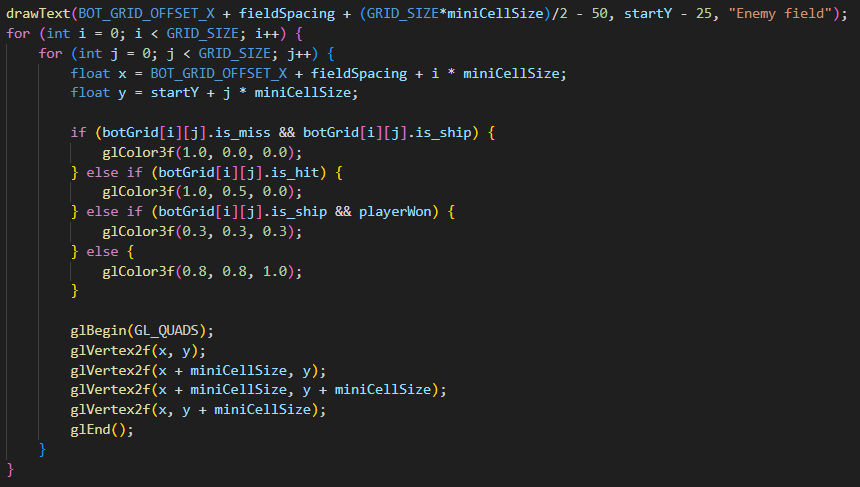 drawText(BOT_GRID_OFFSET_X + fieldSpacing + (GRID_SIZE*miniCellSize)/2 - 50, startY - 25, "Enemy field");
for (int i = 0; i < GRID_SIZE; i++) {
    for (int j = 0; j < GRID_SIZE; j++) {
        float x = BOT_GRID_OFFSET_X + fieldSpacing + i * miniCellSize;
        float y = startY + j * miniCellSize;

        if (botGrid[i][j].is_miss && botGrid[i][j].is_ship) {
            glColor3f(1.0, 0.0, 0.0);
        } else if (botGrid[i][j].is_hit) {
            glColor3f(1.0, 0.5, 0.0);
        } else if (botGrid[i][j].is_ship && playerWon) {
            glColor3f(0.3, 0.3, 0.3);
        } else {
            glColor3f(0.8, 0.8, 1.0);
        }

        glBegin(GL_QUADS);
        glVertex2f(x, y);
        glVertex2f(x + miniCellSize, y);
        glVertex2f(x + miniCellSize, y + miniCellSize);
        glVertex2f(x, y + miniCellSize);
        glEnd();
    }
}